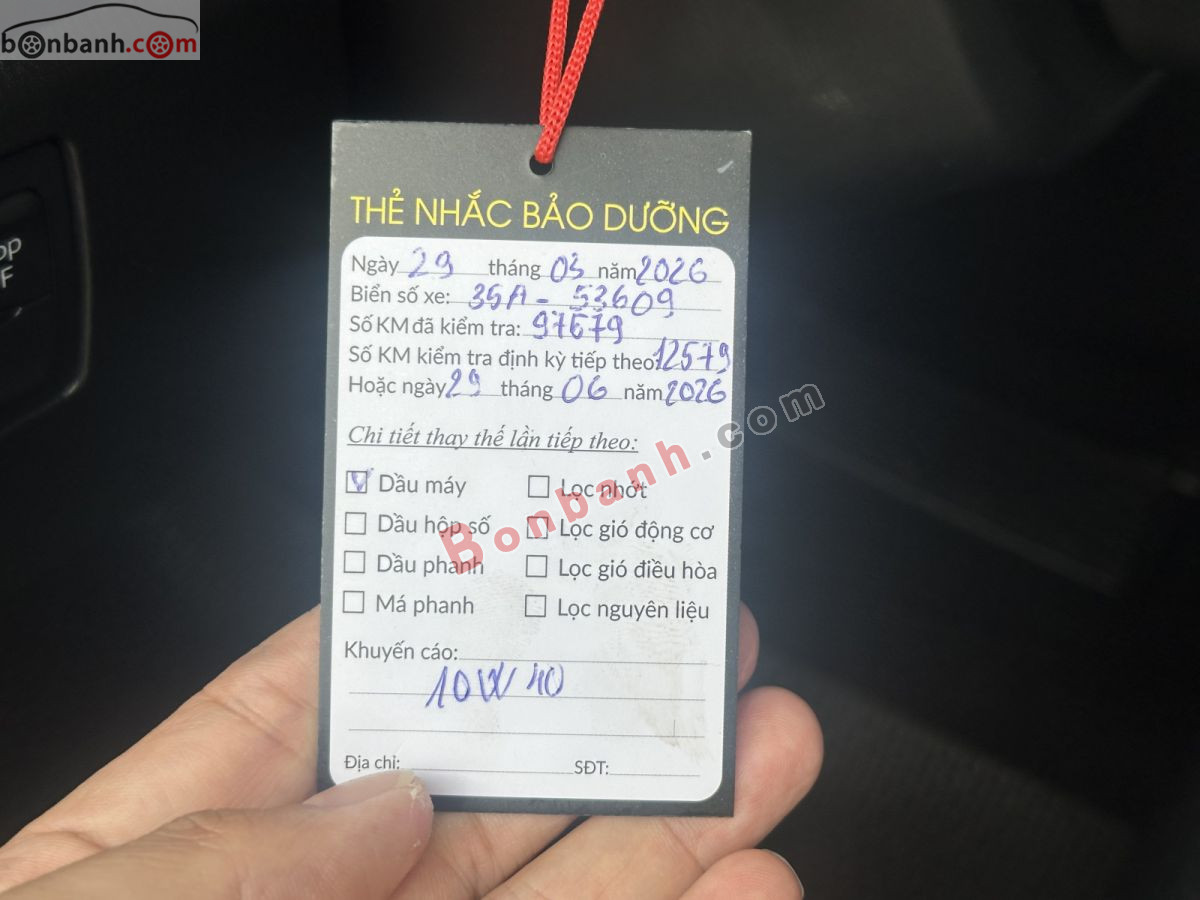 bonbanh.com
OP
F
THẺ NHẮC BẢO DƯỠNG
Ngày 29 tháng 03 năm 2026
Biển số xe: 35A - 53609
Số KM đã kiểm tra: 97679
Số KM kiểm tra định kỳ tiếp theo: 12579
Hoặc ngày 29 tháng 06 năm 2026
Chi tiết thay thế lần tiếp theo:
Dầu máy Lọc nhớt
Dầu hộp số Lọc gió động cơ
Dầu phanh Lọc gió điều hòa
Má phanh Lọc nguyên liệu
Khuyến cáo:
10W40
Địa chỉ: SĐT:
Bonbanh.com